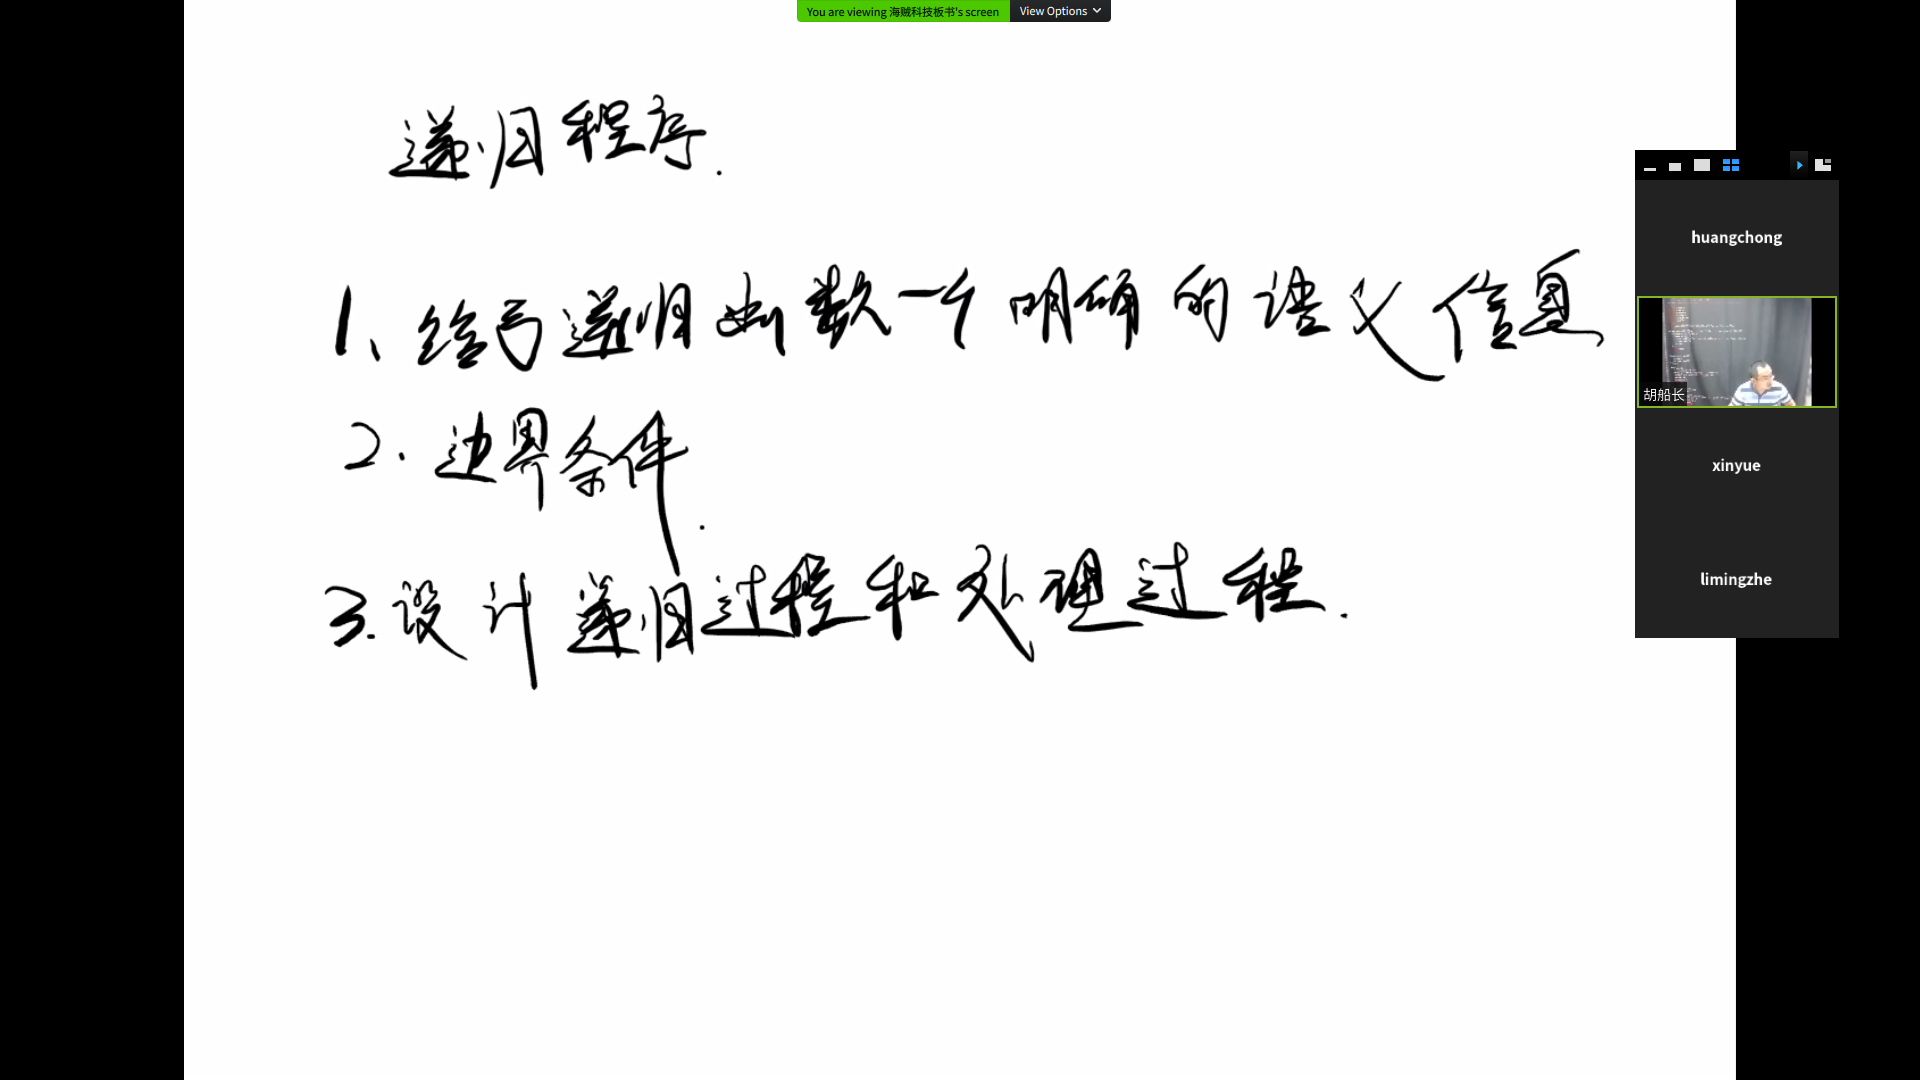 You are viewing 海贼科技板书's screen View Options
递归程序.
1、给予递归函数一个明确的语义信息
2. 边界条件.
3. 设计递归过程和处理过程.
huangchong
胡船长
xinyue
limingzhe